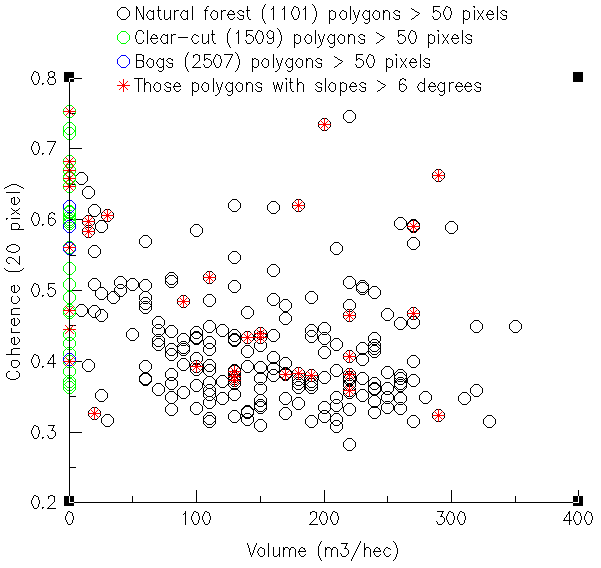 Natural forest (1101) polygons > 50 pixels
Clear-cut (1509) polygons > 50 pixels
Bogs (2507) polygons > 50 pixels
Those polygons with slopes > 6 degrees
0.8
0.7
0.6
0.5
0.4
0.3
0.2
Coherence (20 pixel)
0 100 200 300 400
Volume (m3/hec)